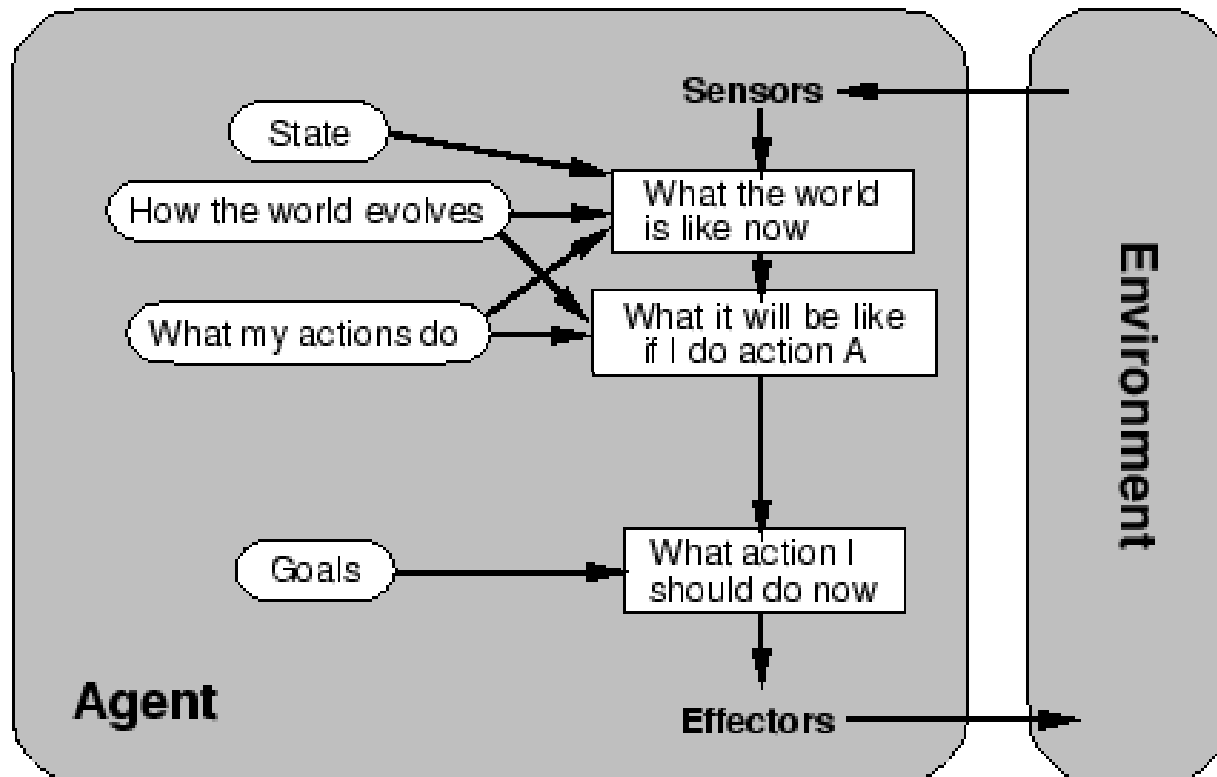 Sensors
State
What the world
is like now
How the world evolves
What it will be like
if I do action A
What my actions do
Environment
What action I
should do now
Goals
Agent
Effectors